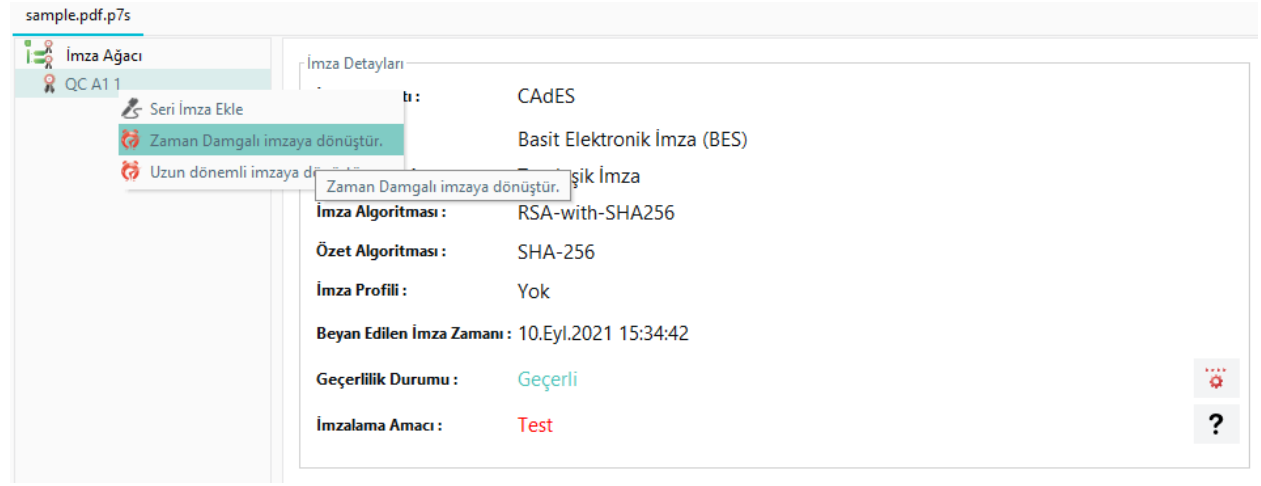 sample.pdf.p7s
İmza Ağacı
QC A1 1
Seri İmza Ekle
Zaman Damgalı imzaya dönüştür.
Uzun dönemli imzaya
Zaman Damgalı imzaya dönüştür.
İmza Detayları
tı : CAdES
Basit Elektronik İmza (BES)
şik İmza
İmza Algoritması : RSA-with-SHA256
Özet Algoritması : SHA-256
İmza Profili : Yok
Beyan Edilen İmza Zamanı : 10.Eyl.2021 15:34:42
Geçerlilik Durumu : Geçerli
İmzalama Amacı : Test
?